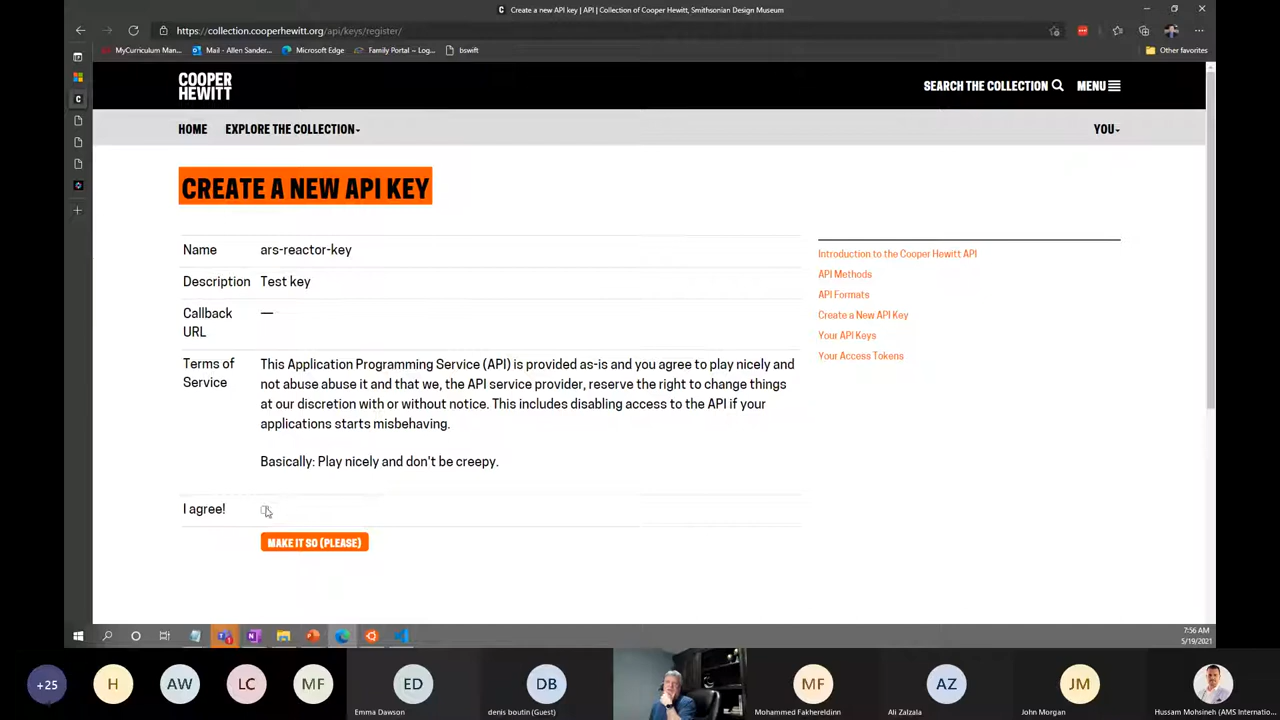 C Create a new API key | API | Collection of Cooper Hewitt, Smithsonian Design Museum
https://collection.cooperhewitt.org/api/keys/register/
MyCurriculum Man... Mail - Allen Sander... Microsoft Edge Family Portal -- Log... bswift Other favorites
COOPER
HEWITT
SEARCH THE COLLECTION MENU
HOME EXPLORE THE COLLECTION YOU
CREATE A NEW API KEY
Name ars-reactor-key
Description Test key
Callback
URL
—
Terms of
Service
This Application Programming Service (API) is provided as-is and you agree to play nicely and
not abuse abuse it and that we, the API service provider, reserve the right to change things
at our discretion with or without notice. This includes disabling access to the API if your
applications starts misbehaving.
Basically: Play nicely and don't be creepy.
I agree!
MAKE IT SO (PLEASE)
Introduction to the Cooper Hewitt API
API Methods
API Formats
Create a New API Key
Your API Keys
Your Access Tokens
7:56 AM
5/19/2021
+25 H AW LC MF ED DB MF AZ JM
Emma Dawson denis boutin (Guest) Mohammed Fakhereldinn Ali Zalzala John Morgan Hussam Mohsineh (AMS Internatio...